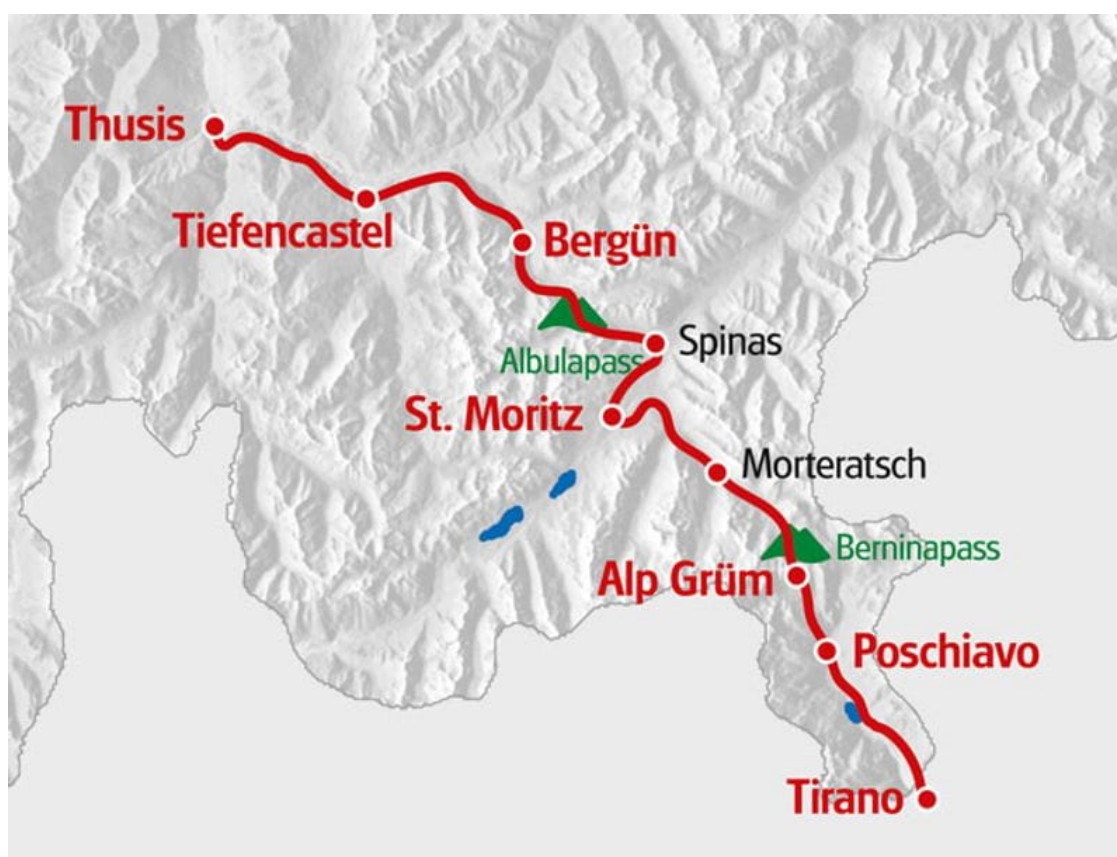 Thusis
Tiefencastel
Bergün
Spinas
Albulapass
St. Moritz
Morteratsch
Berninapass
Alp Grüm
Poschiavo
Tirano